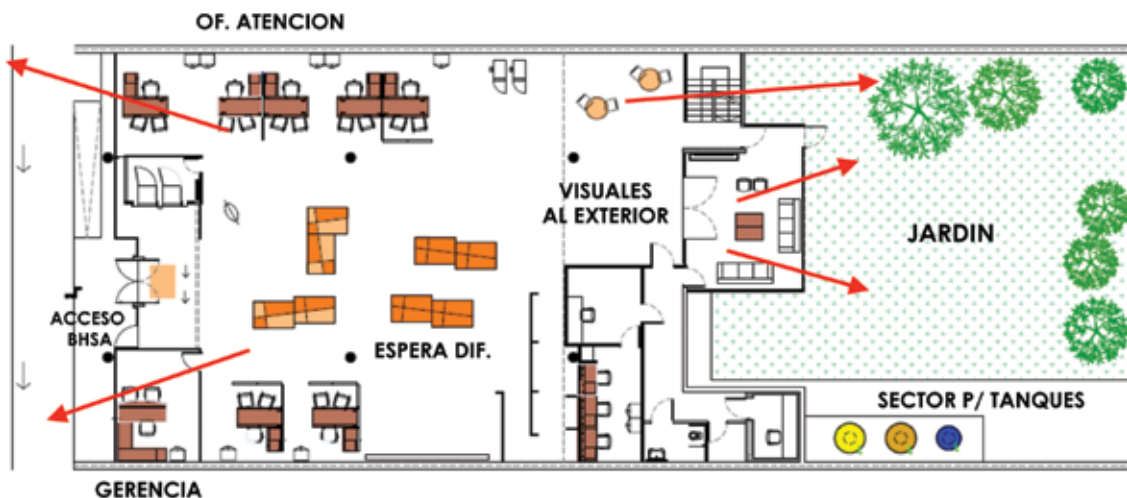 OF. ATENCION
VISUALES
AL EXTERIOR
JARDIN
ACCESO
BHSA
ESPERA DIF.
SECTOR P/ TANQUES
GERENCIA